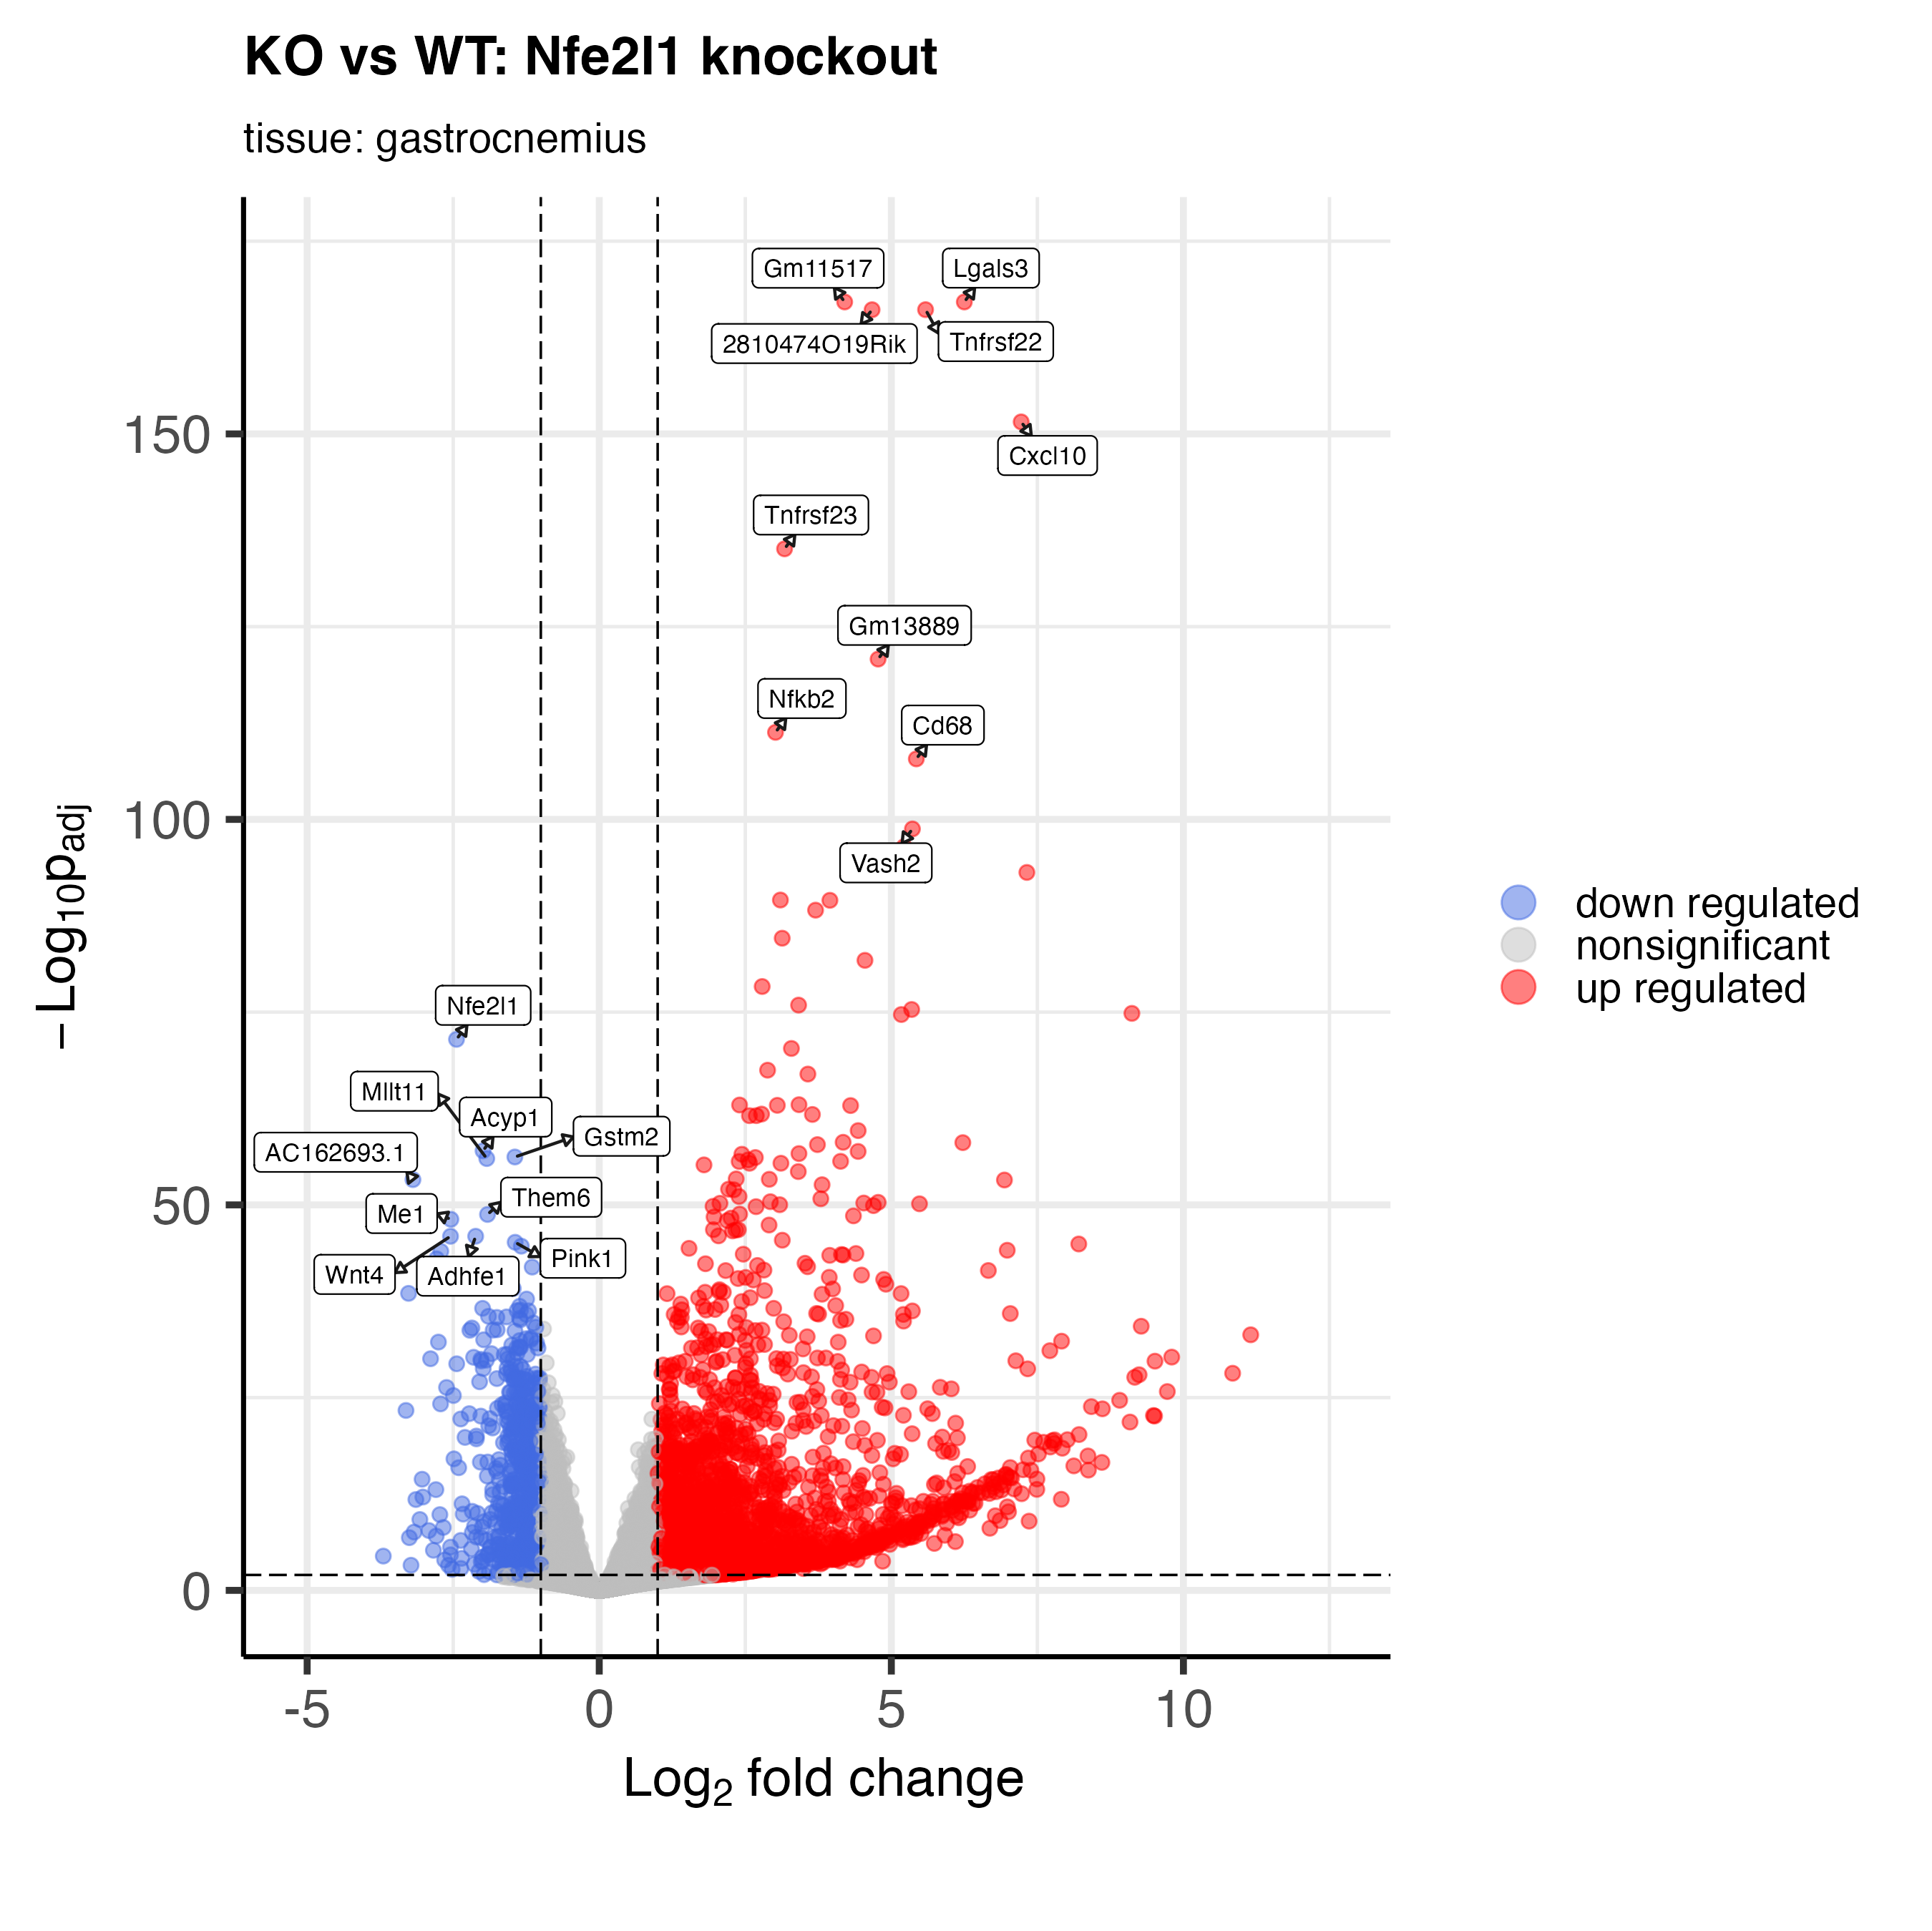 KO vs WT: Nfe2l1 knockout
tissue: gastrocnemius
Gm11517
Lgals3
2810474O19Rik
Tnfrsf22
150
Cxcl10
Tnfrsf23
Gm13889
Nfkb2
Cd68
100
Vash2
−Log10padj
down regulated
nonsignificant
up regulated
Nfe2l1
Mllt11
Acyp1
Gstm2
AC162693.1
Them6
50
Me1
Pink1
Wnt4
Adhfe1
0
-5 0 5 10
Log2 fold change